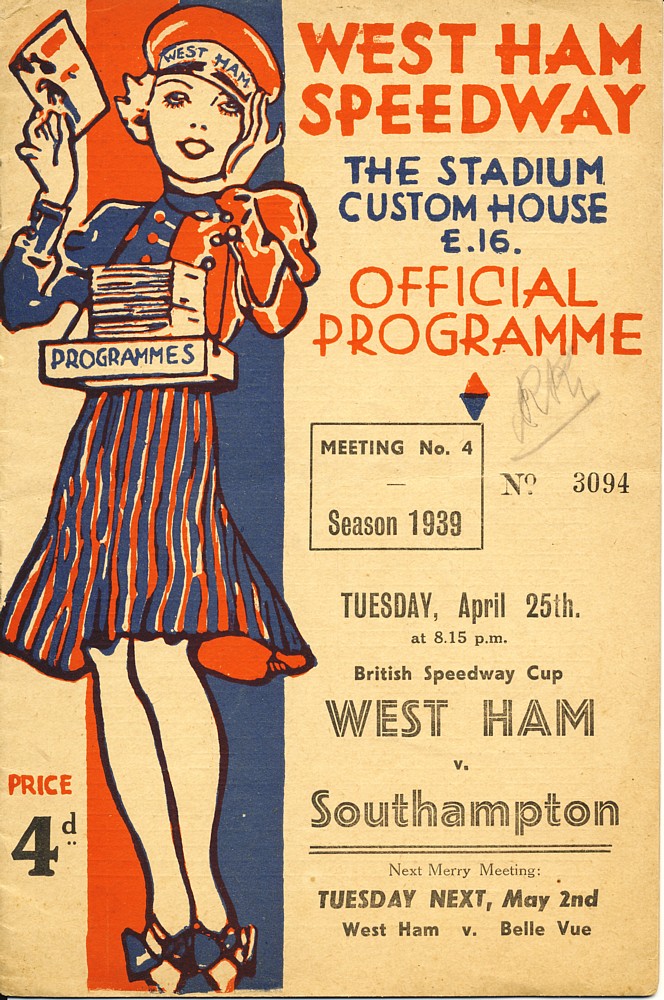 WEST HAM
WEST HAM
SPEEDWAY
THE STADIUM
CUSTOM HOUSE
E.16.
OFFICIAL
PROGRAMME
PROGRAMMES
MEETING No. 4
—
Season 1939
Nº 3094
TUESDAY, April 25th.
at 8.15 p.m.
British Speedway Cup
WEST HAM
v.
Southampton
PRICE
4d
Next Merry Meeting:
TUESDAY NEXT, May 2nd
West Ham v. Belle Vue